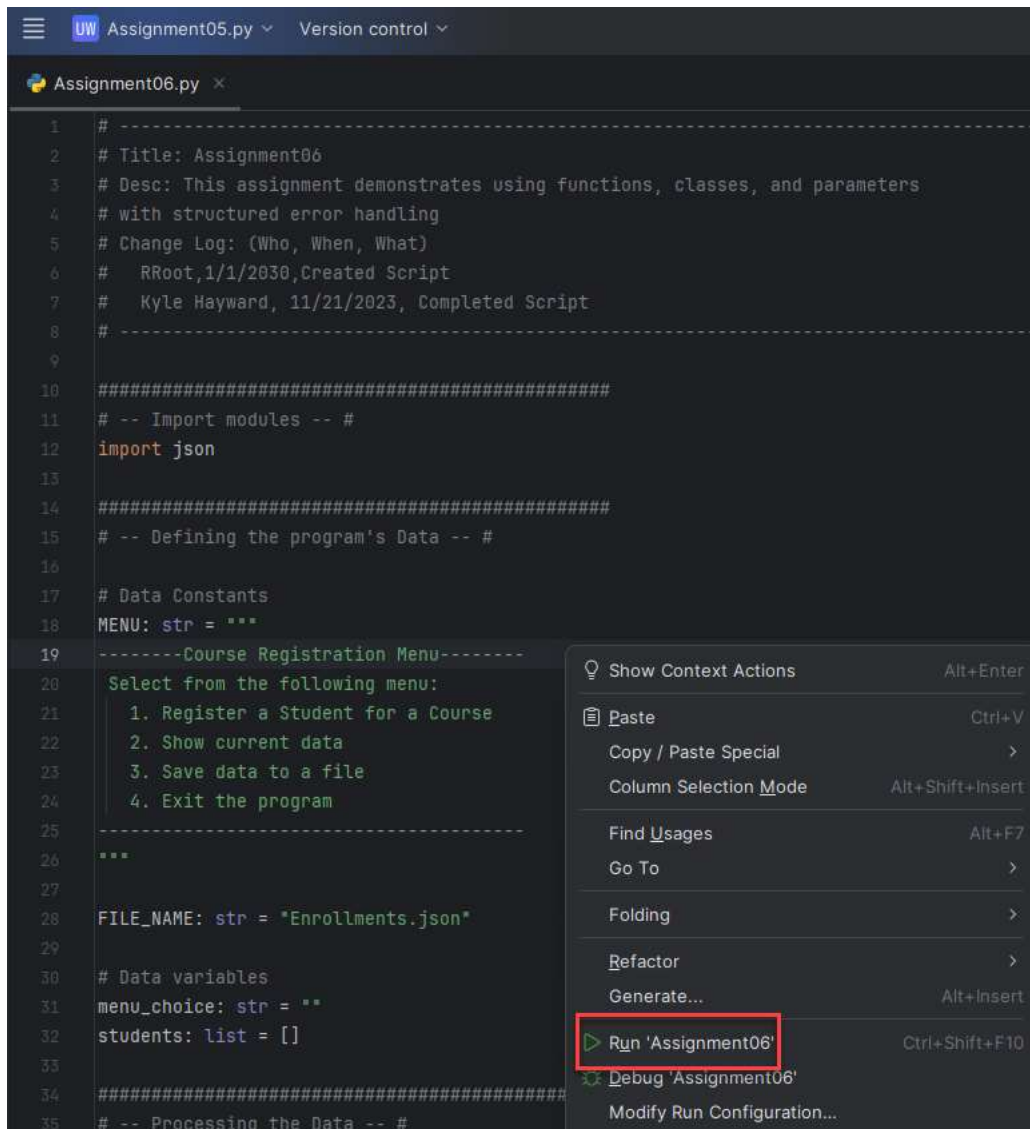 UW Assignment05.py Version control
Assignment06.py ×
1 # -------------------------------------------------------------------------------------
2 # Title: Assignment06
3 # Desc: This assignment demonstrates using functions, classes, and parameters
4 # with structured error handling
5 # Change Log: (Who, When, What)
6 #   RRoot,1/1/2030,Created Script
7 #   Kyle Hayward, 11/21/2023, Completed Script
8 # -------------------------------------------------------------------------------------
9
10 ################################################
11 # -- Import modules -- #
12 import json
13
14 ################################################
15 # -- Defining the program's Data -- #
16
17 # Data Constants
18 MENU: str = """
19 --------Course Registration Menu--------
20  Select from the following menu:
21    1. Register a Student for a Course
22    2. Show current data
23    3. Save data to a file
24    4. Exit the program
25 ----------------------------------------
26 """
27
28 FILE_NAME: str = "Enrollments.json"
29
30 # Data variables
31 menu_choice: str = ""
32 students: list = []
33
34 ############################################
35 # -- Processing the Data -- #
Show Context Actions Alt+Enter
Paste Ctrl+V
Copy / Paste Special >
Column Selection Mode Alt+Shift+Insert
Find Usages Alt+F7
Go To >
Folding >
Refactor >
Generate... Alt+Insert
Run 'Assignment06' Ctrl+Shift+F10
Debug 'Assignment06'
Modify Run Configuration...